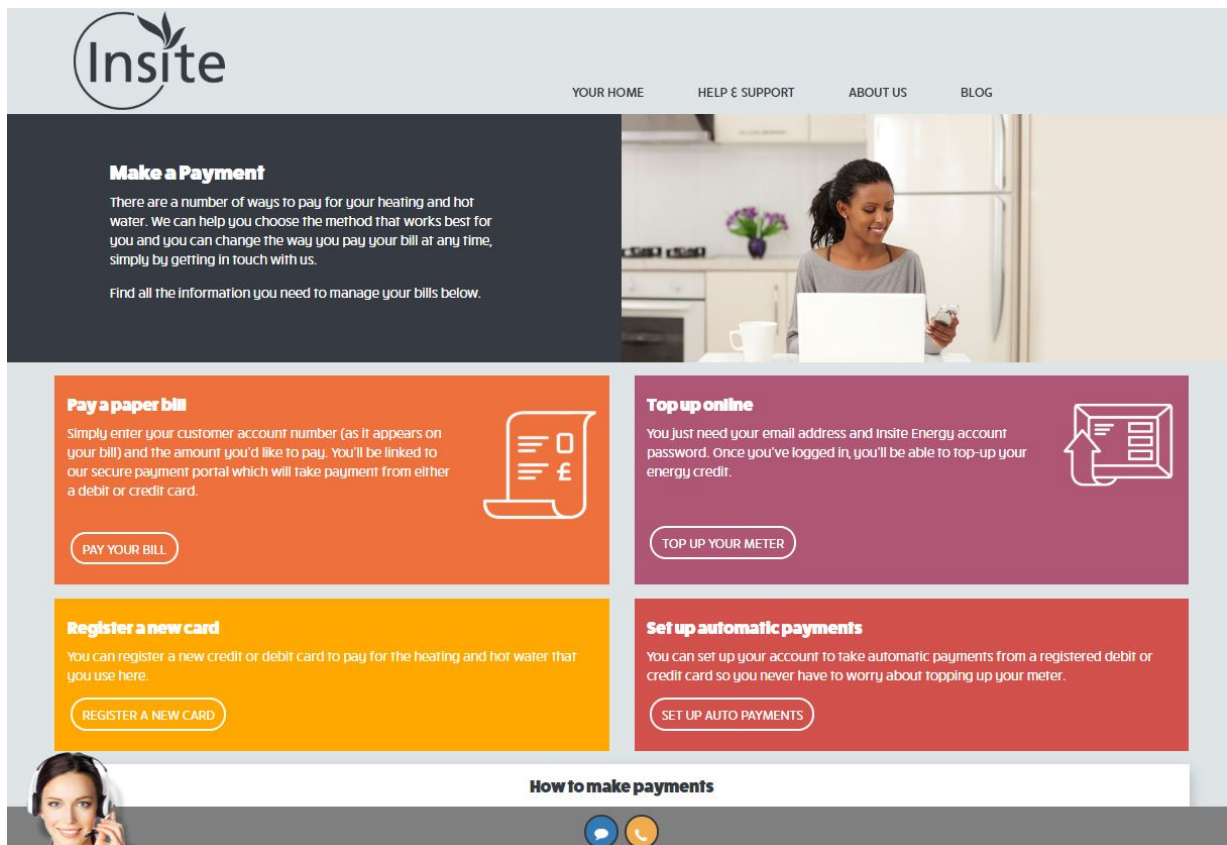 Insite
YOUR HOME
HELP & SUPPORT
ABOUT US
BLOG
Make a Payment
There are a number of ways to pay for your heating and hot
water. We can help you choose the method that works best for
you and you can change the way you pay your bill at any time,
simply by getting in touch with us.
Find all the information you need to manage your bills below.
Pay a paper bill
Simply enter your customer account number (as it appears on
your bill) and the amount you'd like to pay. You'll be linked to
our secure payment portal which will take payment from either
a debit or credit card.
£
PAY YOUR BILL
Top up online
You just need your email address and Insite Energy account
password. Once you've logged in, you'll be able to top-up your
energy credit.
TOP UP YOUR METER
Register a new card
You can register a new credit or debit card to pay for the heating and hot water that
you use here.
REGISTER A NEW CARD
Set up automatic payments
You can set up your account to take automatic payments from a registered debit or
credit card so you never have to worry about topping up your meter.
SET UP AUTO PAYMENTS
How to make payments